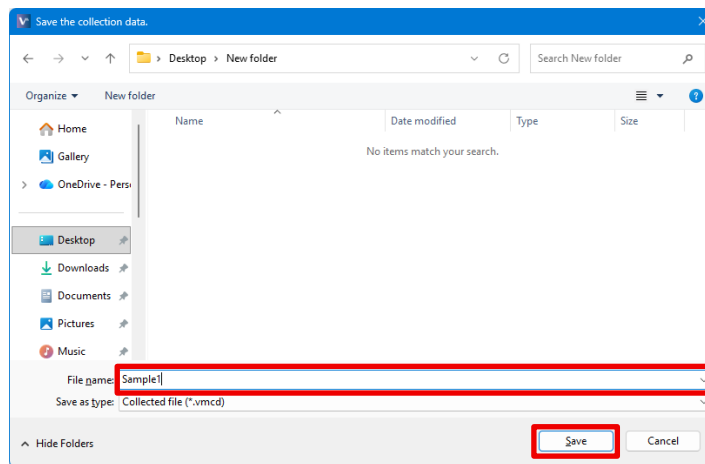 Save the collection data.
Desktop > New folder
Search New folder
Organize
New folder
Name
Date modified
Type
Size
No items match your search.
Home
Gallery
OneDrive - Pers
Desktop
Downloads
Documents
Pictures
Music
File name: Sample1
Save as type: Collected file (*.vmcd)
Hide Folders
Save
Cancel